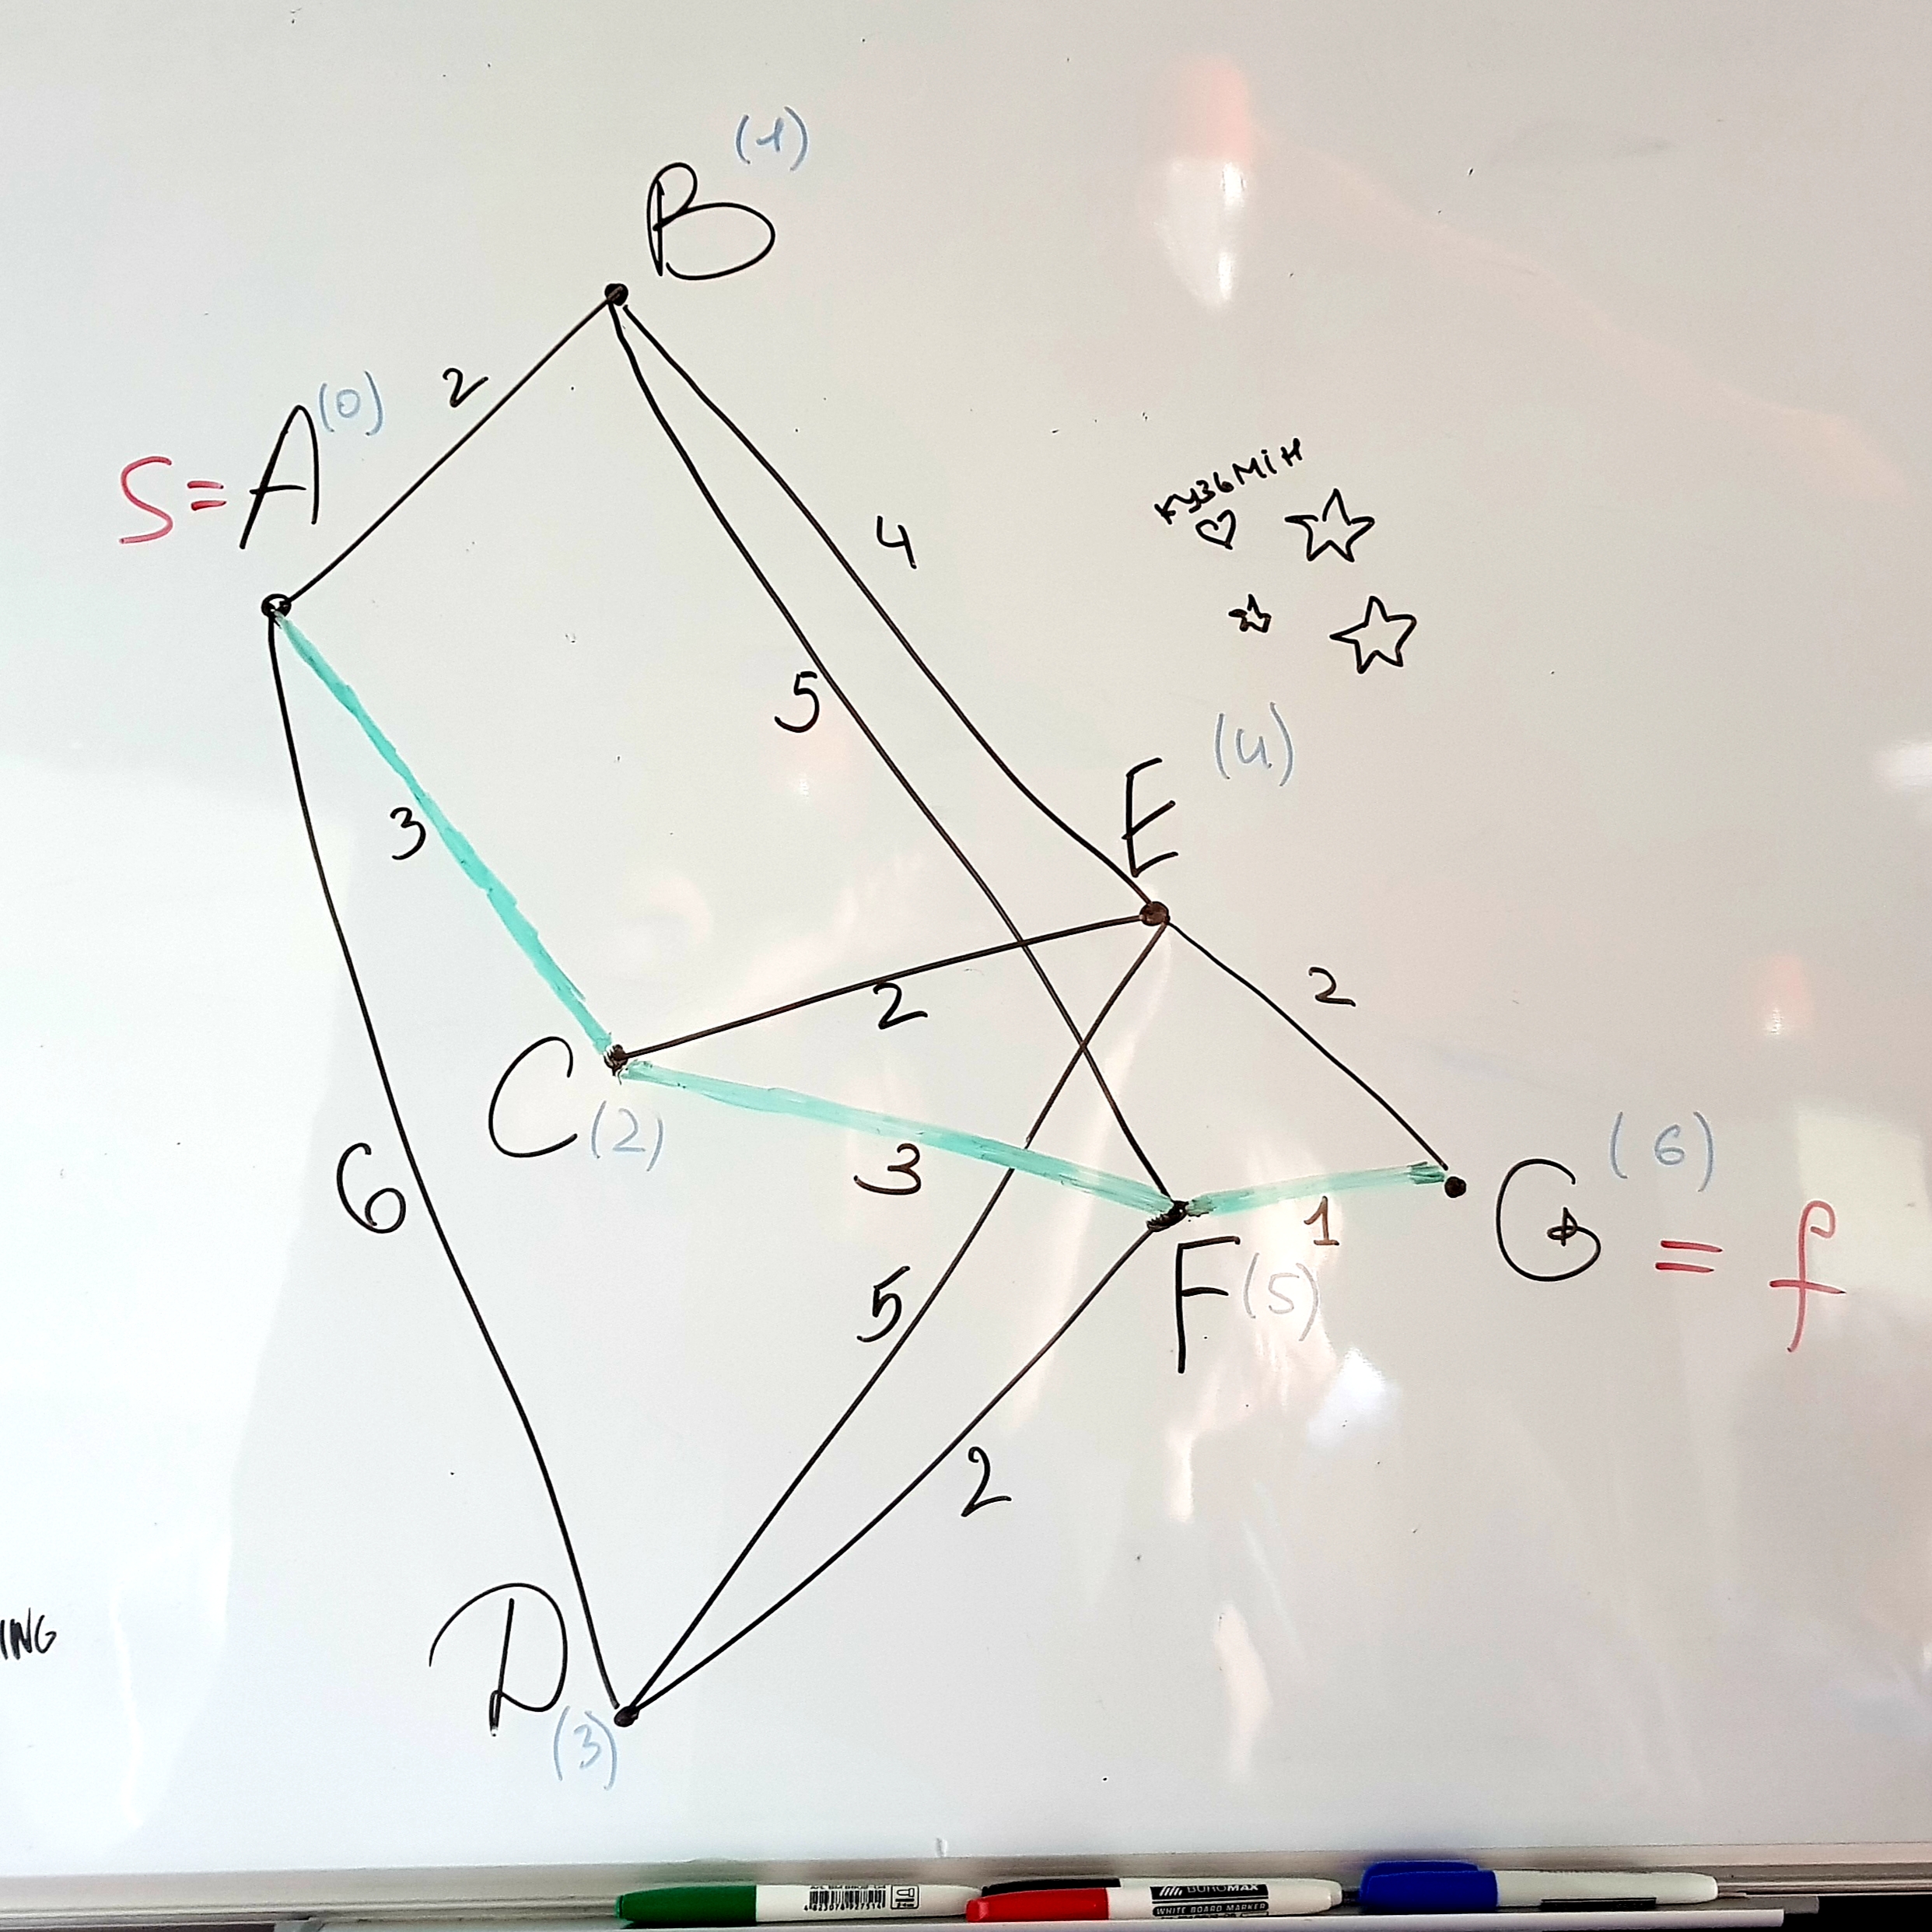 B (1)
2
A (0)
S =
4
кузьмін
5
E (4)
3
2
2
C (2)
3
G (6)
= f
1
6
F (5)
5
2
D (3)
ING
BUROMAX
WHITE BOARD MARKER